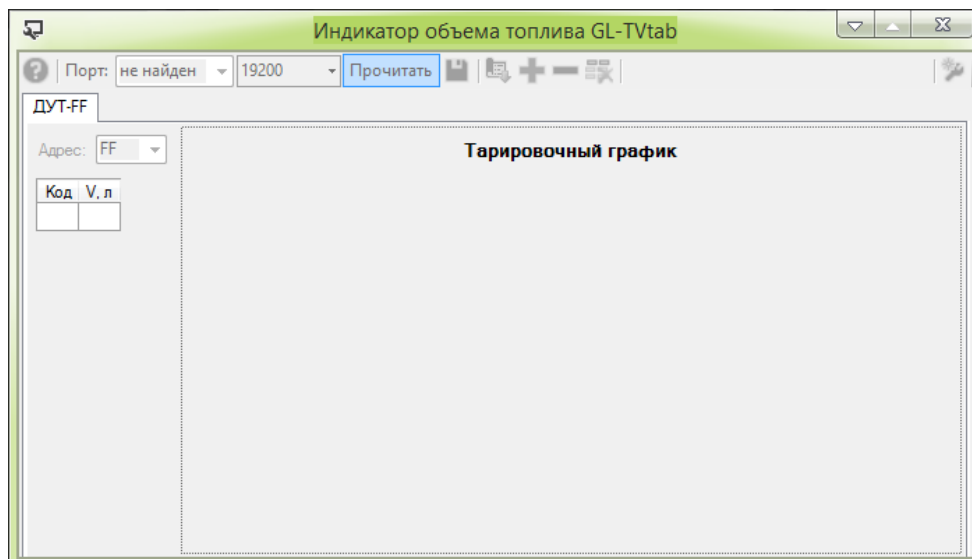 Индикатор объема топлива GL-TVtab
Порт: не найден 19200 Прочитать
ДУТ-FF
Адрес: FF
Тарировочный график
Код V, л